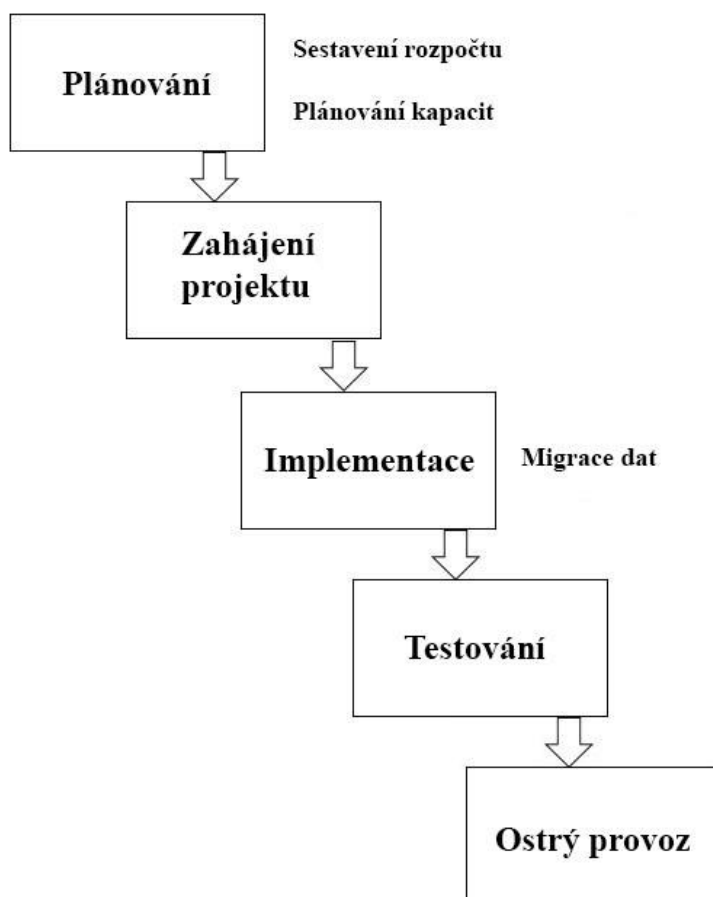 Plánování
Sestavení rozpočtu
Plánování kapacit
Zahájení
projektu
Implementace
Migrace dat
Testování
Ostrý provoz